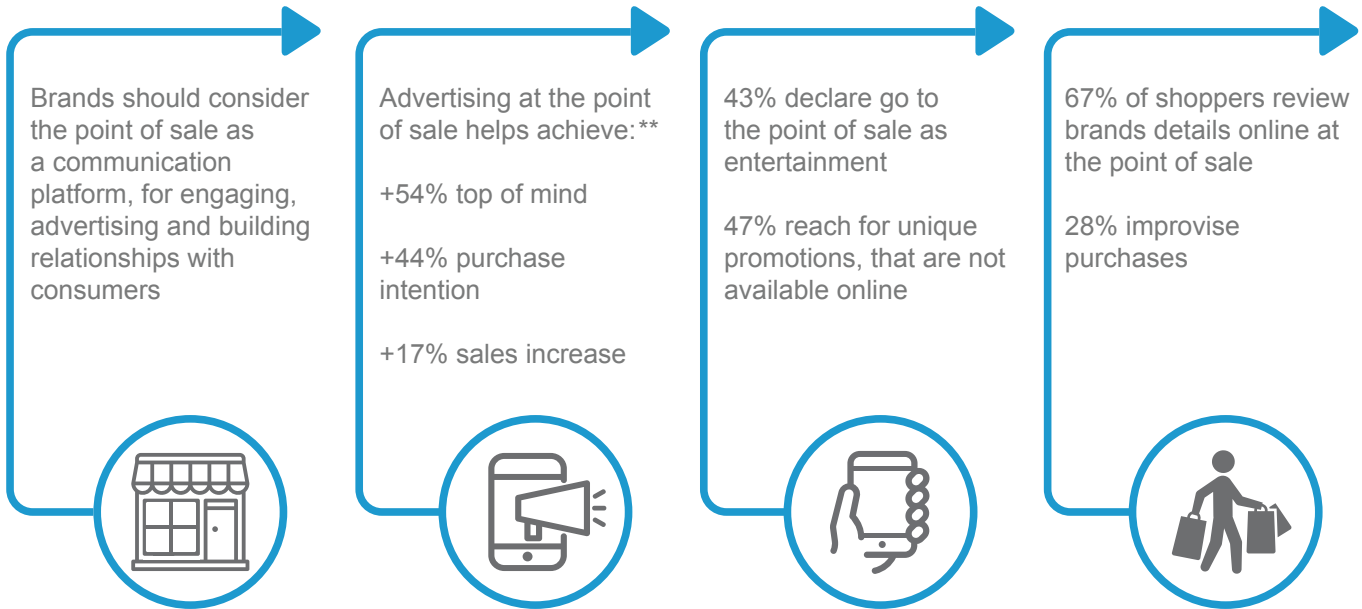 Brands should consider
the point of sale as
a communication
platform, for engaging,
advertising and building
relationships with
consumers
Advertising at the point
of sale helps achieve:**
+54% top of mind
+44% purchase
intention
+17% sales increase
43% declare go to
the point of sale as
entertainment
47% reach for unique
promotions, that are not
available online
67% of shoppers review
brands details online at
the point of sale
28% improvise
purchases